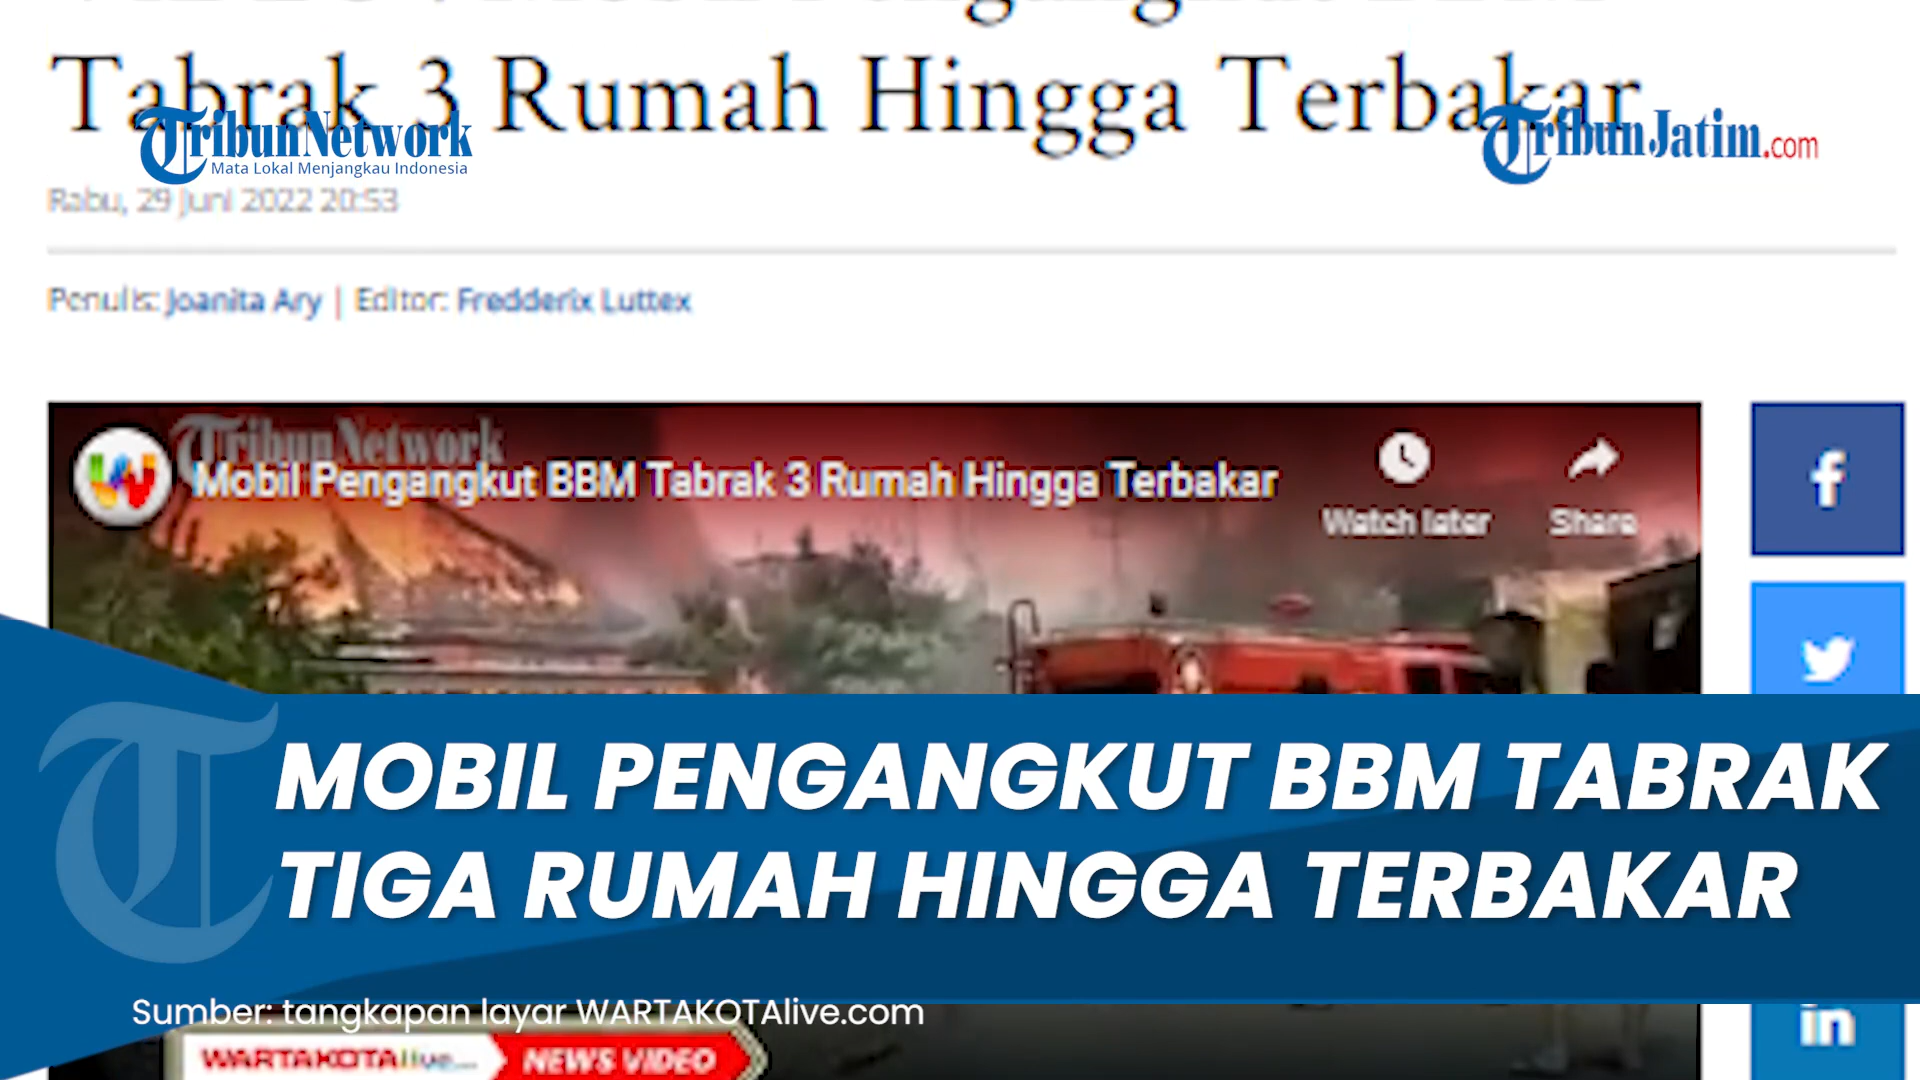 Tabrak 3 Rumah Hingga Terbakar
TribunNetwork
Mata Lokal Menjangkau Indonesia
TribunJatim.com
Rabu, 29 Juni 2022 20:53
Penulis: Joanita Ary | Editor: Fredderix Luttex
TribunNetwork
Mobil Pengangkut BBM Tabrak 3 Rumah Hingga Terbakar
Watch later
Share
MOBIL PENGANGKUT BBM TABRAK
TIGA RUMAH HINGGA TERBAKAR
Sumber: tangkapan layar WARTAKOTAlive.com
WARTAKOTAlive.com
NEWS VIDEO